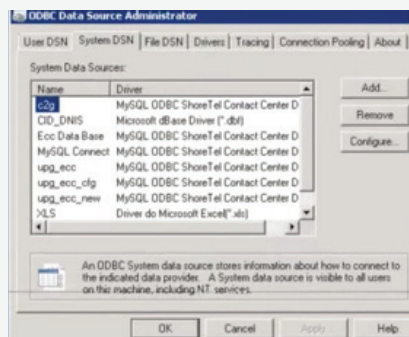 ODBC Data Source Administrator
User DSN System DSN File DSN Drivers Tracing Connection Pooling About
System Data Sources:
Name Driver
c2g MySQL ODBC ShoreTel Contact Center D
CID_DNIS Microsoft dBase Driver (*.dbf)
Ecc Data Base MySQL ODBC ShoreTel Contact Center D
MySQL Connect MySQL ODBC ShoreTel Contact Center D
upg_ecc MySQL ODBC ShoreTel Contact Center D
upg_ecc_cfg MySQL ODBC ShoreTel Contact Center D
upg_ecc_new MySQL ODBC ShoreTel Contact Center D
XLS Driver do Microsoft Excel(*.xls)
Add...
Remove
Configure...
An ODBC System data source stores information about how to connect to
the indicated data provider. A System data source is visible to all users
on this machine, including NT services.
OK Cancel Apply Help